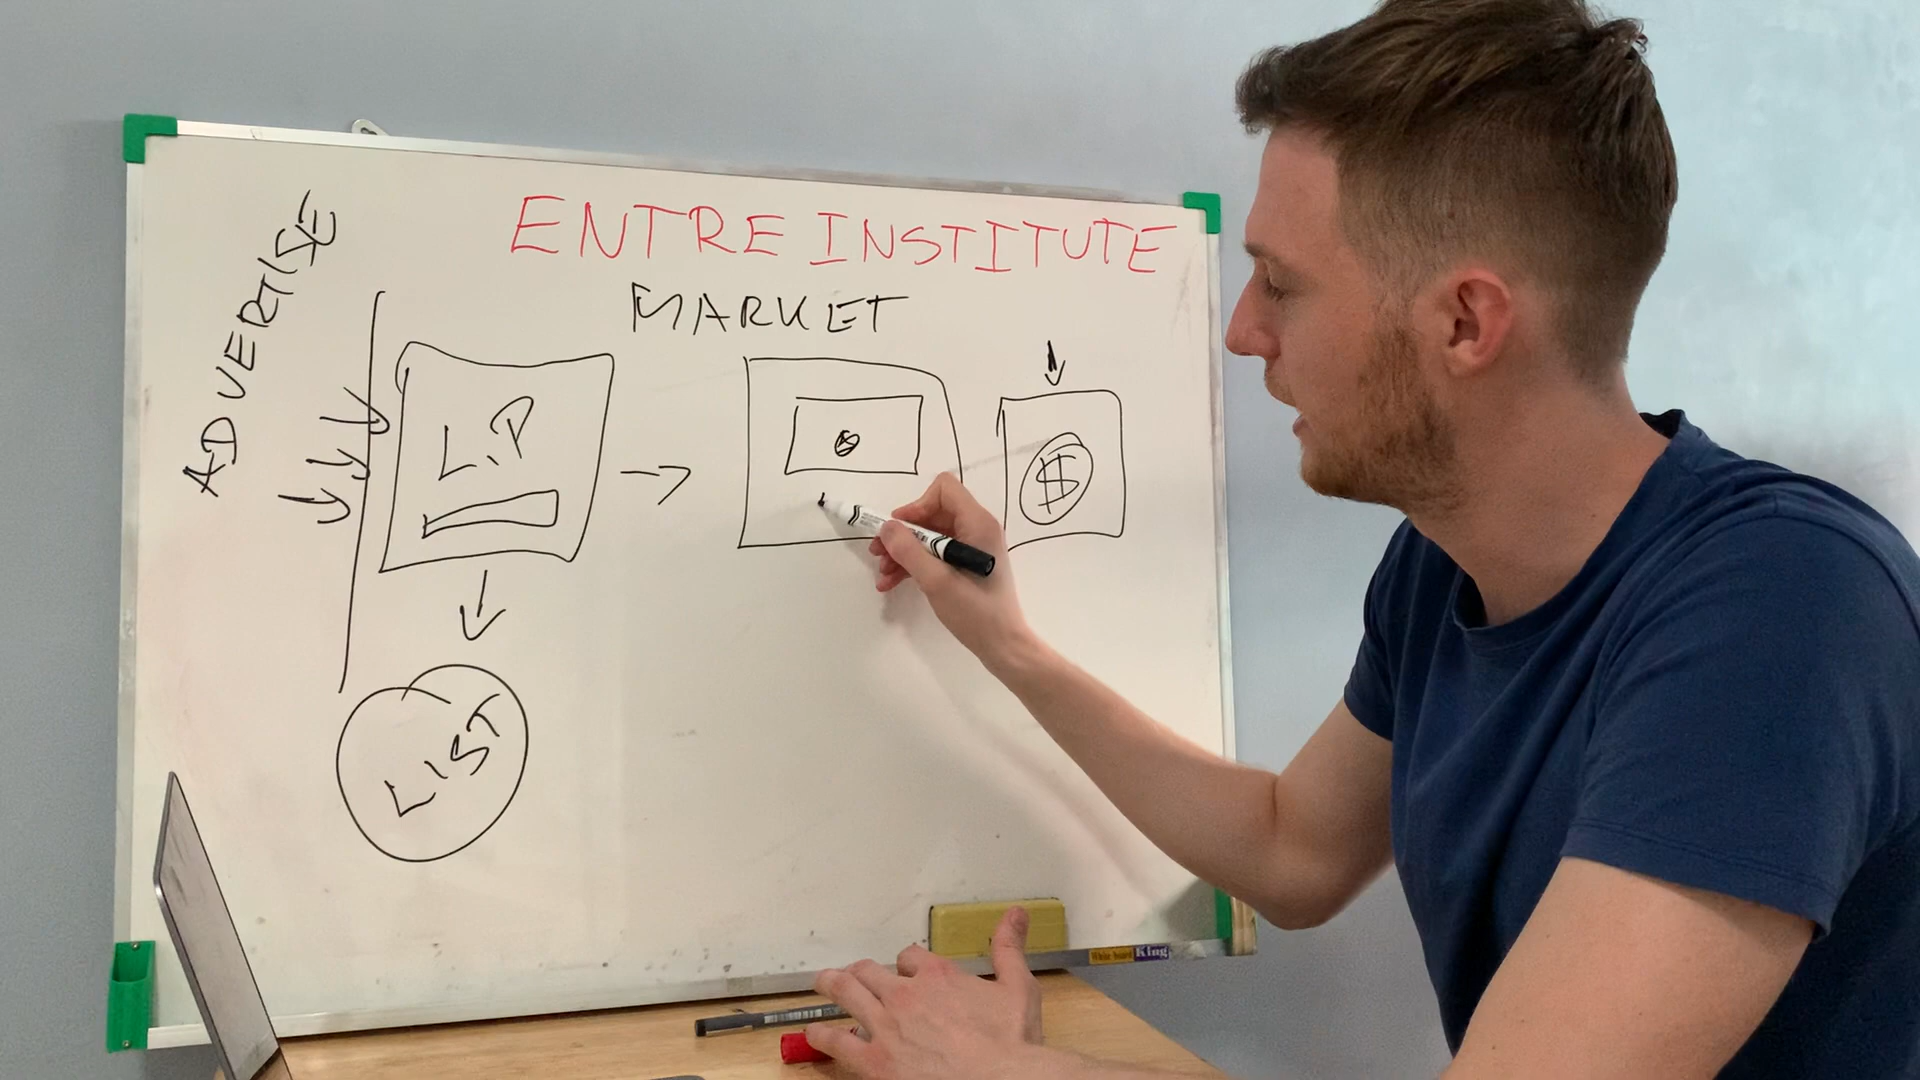 ENTRE INSTITUTE
MARKET
ADVERTISE
L.P
$
LIST
White board King